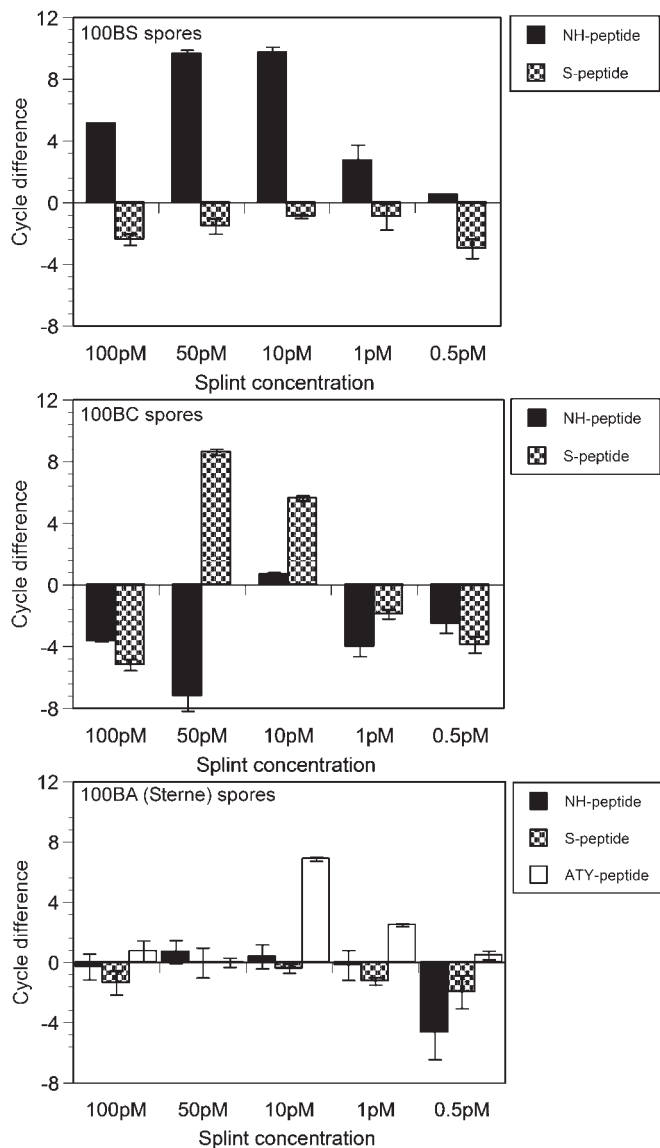 100BS spores
NH-peptide
S-peptide
Cycle difference
12
8
4
0
-4
-8
100pM 50pM 10pM 1pM 0.5pM
Splint concentration
100BC spores
NH-peptide
S-peptide
Cycle difference
12
8
4
0
-4
-8
100pM 50pM 10pM 1pM 0.5pM
Splint concentration
100BA (Sterne) spores
NH-peptide
S-peptide
ATY-peptide
Cycle difference
12
8
4
2
0
-4
-8
100pM 50pM 10pM 1pM 0.5pM
Splint concentration